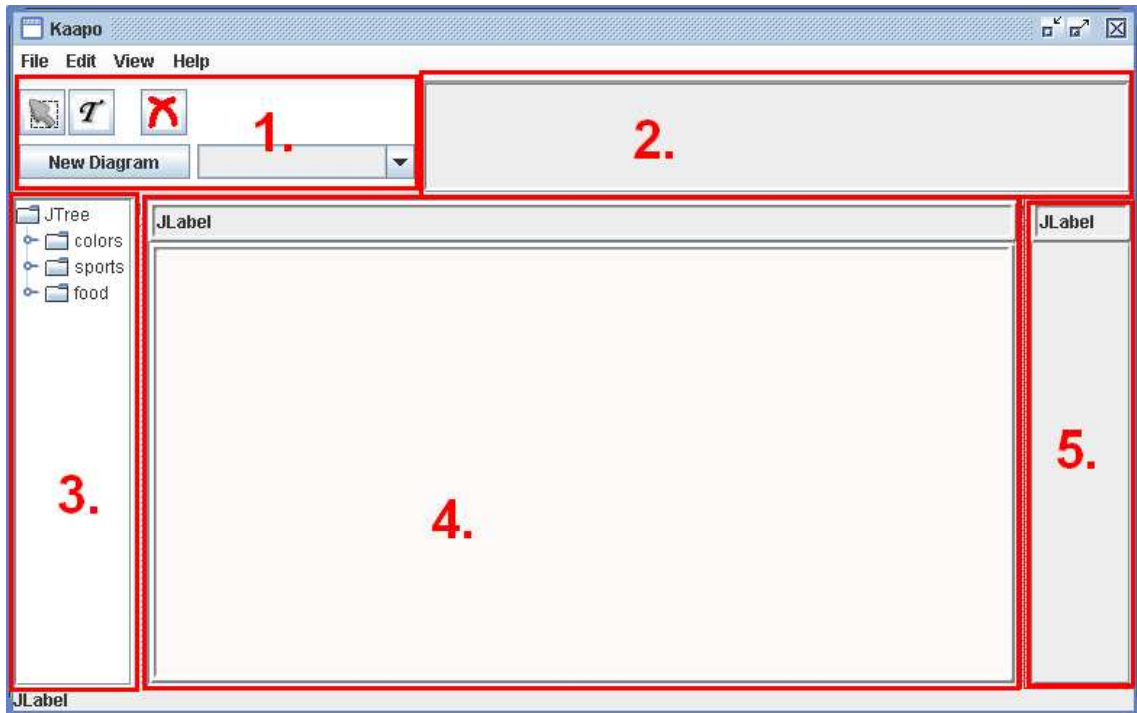 Kaapo
File Edit View Help
T
1.
2.
New Diagram
JTree
colors
sports
food
JLabel
JLabel
3.
4.
5.
JLabel